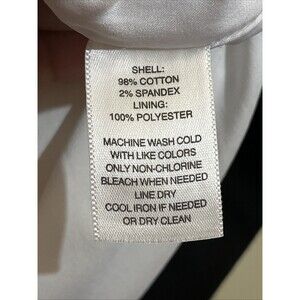 SHELL:
98% COTTON
2% SPANDEX
LINING:
100% POLYESTER
MACHINE WASH COLD
WITH LIKE COLORS
ONLY NON-CHLORINE
BLEACH WHEN NEEDED
LINE DRY
COOL IRON IF NEEDED
OR DRY CLEAN